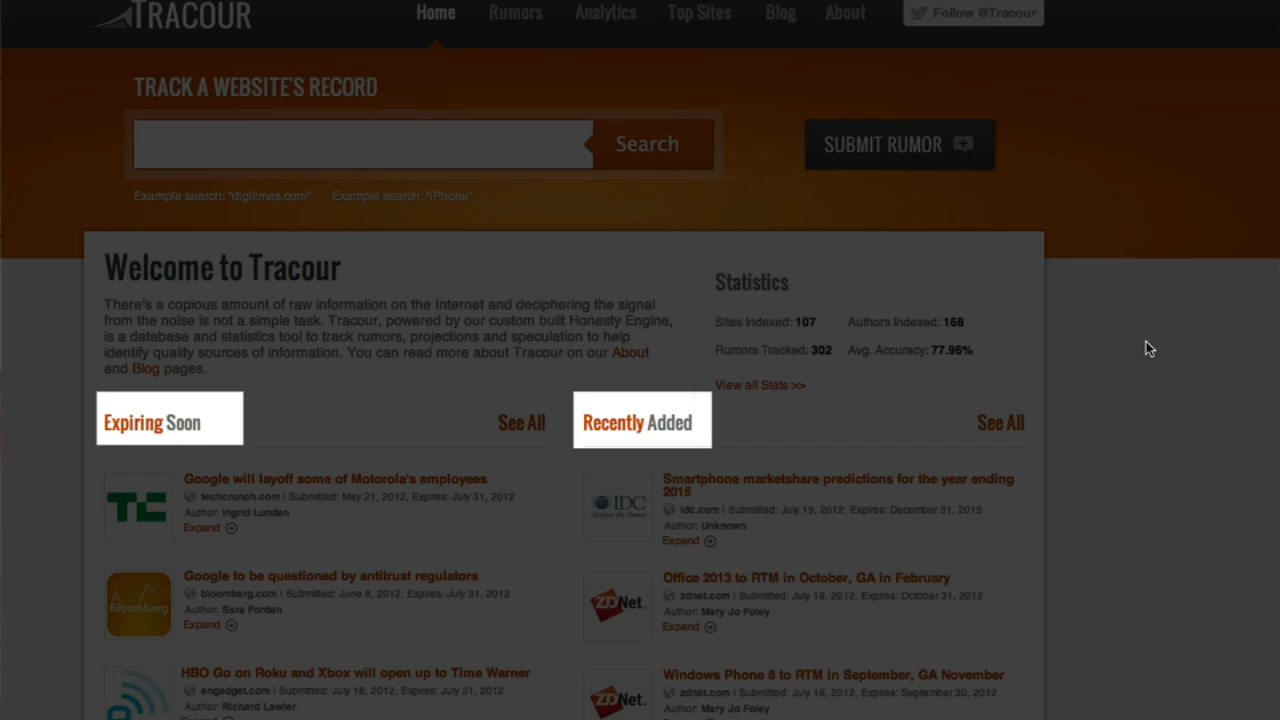 TRACOUR
Home Rumors Analytics Top Sites Blog About Follow @Tracour
TRACK A WEBSITE'S RECORD
Search
SUBMIT RUMOR
Example search: "digitimes.com" Example search: "iPhone"
Welcome to Tracour
There's a copious amount of raw information on the Internet and deciphering the signal
from the noise is not a simple task. Tracour, powered by our custom built Honesty Engine,
is a database and statistics tool to track rumors, projections and speculation to help
identify quality sources of information. You can read more about Tracour on our About
and Blog pages.
Statistics
Sites Indexed: 107 Authors Indexed: 168
Rumors Tracked: 302 Avg. Accuracy: 77.96%
View all Stats >>
Expiring Soon See All
TC
Google will layoff some of Motorola's employees
techcrunch.com | Submitted: May 21, 2012, Expires: July 31, 2012
Author: Ingrid Lunden
Expand
Bloomberg
Google to be questioned by antitrust regulators
bloomberg.com | Submitted: June 8, 2012, Expires: July 31, 2012
Author: Sara Forden
Expand
HBO Go on Roku and Xbox will open up to Time Warner
engadget.com | Submitted: July 18, 2012, Expires: July 31, 2012
Author: Richard Lawler
Expand
Recently Added See All
IDC
Analyze the Future
Smartphone marketshare predictions for the year ending
2015
idc.com | Submitted: July 19, 2012, Expires: December 31, 2015
Author: Unknown
Expand
ZDNet
Office 2013 to RTM in October, GA in February
zdnet.com | Submitted: July 19, 2012, Expires: October 31, 2012
Author: Mary Jo Foley
Expand
ZDNet
Windows Phone 8 to RTM in September, GA November
zdnet.com | Submitted: July 19, 2012, Expires: September 30, 2012
Author: Mary Jo Foley